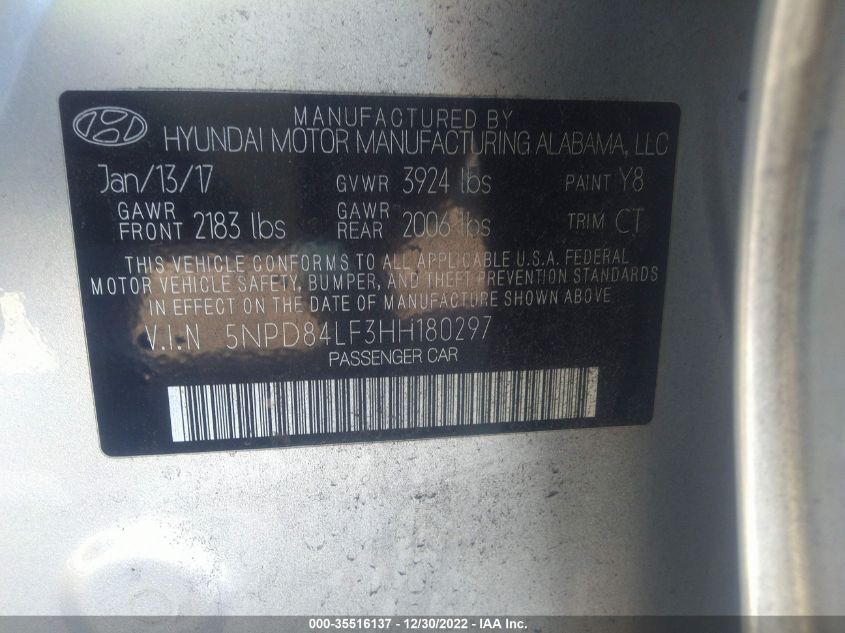 MANUFACTURED BY
HYUNDAI MOTOR MANUFACTURING ALABAMA, LLC
Jan/13/17 GVWR 3924 lbs PAINT Y8
GAWR FRONT 2183 lbs GAWR REAR 2006 lbs TRIM CT
THIS VEHICLE CONFORMS TO ALL APPLICABLE U.S.A. FEDERAL
MOTOR VEHICLE SAFETY, BUMPER, AND THEFT PREVENTION STANDARDS
IN EFFECT ON THE DATE OF MANUFACTURE SHOWN ABOVE.
V.I.N 5NPD84LF3HH180297
PASSENGER CAR
000-35516137 - 12/30/2022 - IAA Inc.